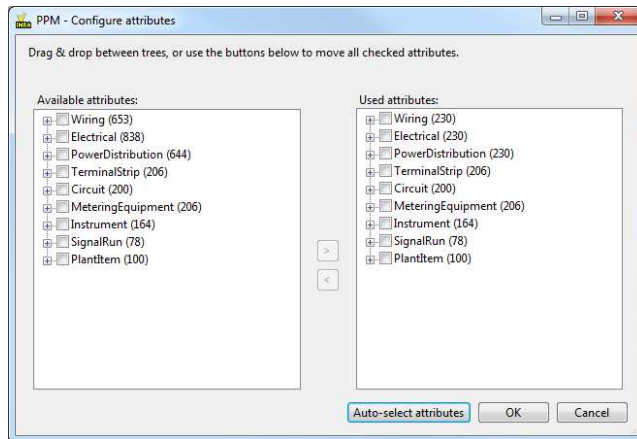 PPM - Configure attributes
Drag & drop between trees, or use the buttons below to move all checked attributes.
Available attributes:
Wiring (653)
Electrical (838)
PowerDistribution (644)
TerminalStrip (206)
Circuit (200)
MeteringEquipment (206)
Instrument (164)
SignalRun (78)
PlantItem (100)
>
<
Used attributes:
Wiring (230)
Electrical (230)
PowerDistribution (230)
TerminalStrip (206)
Circuit (200)
MeteringEquipment (206)
Instrument (164)
SignalRun (78)
PlantItem (100)
Auto-select attributes
OK
Cancel